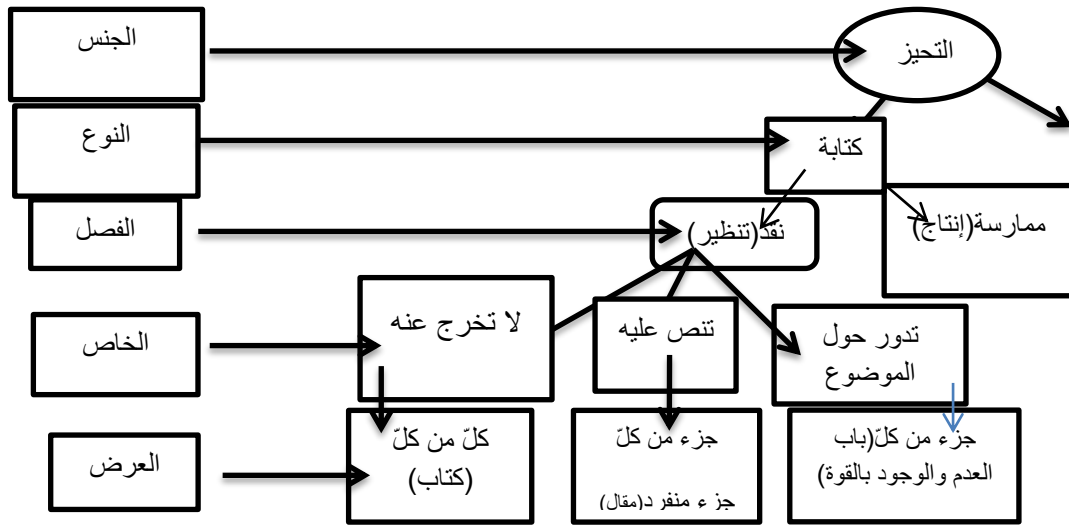 الجنس
التحيز
النوع
كتابة
الفصل
نقد(تنظير)
ممارسة(إنتاج)
الخاص
لا تخرج عنه
تنص عليه
تدور حول
الموضوع
العرض
كلّ من كلّ
(كتاب)
جزء من كلّ
جزء منفرد(مقال)
جزء من كلّ(باب
العدم والوجود بالقوة)